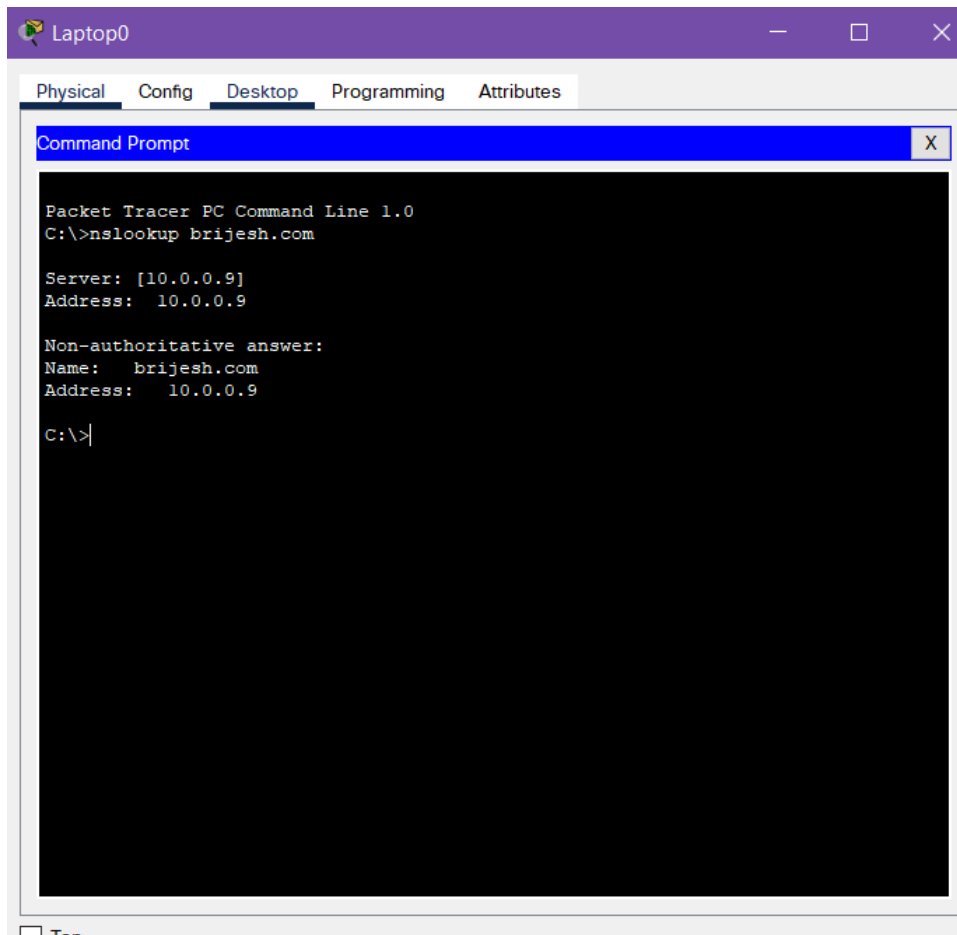 Laptop0
Physical Config Desktop Programming Attributes
Command Prompt X
Packet Tracer PC Command Line 1.0
C:\>nslookup brijesh.com
Server: [10.0.0.9]
Address:  10.0.0.9
Non-authoritative answer:
Name:   brijesh.com
Address:   10.0.0.9
C:\>